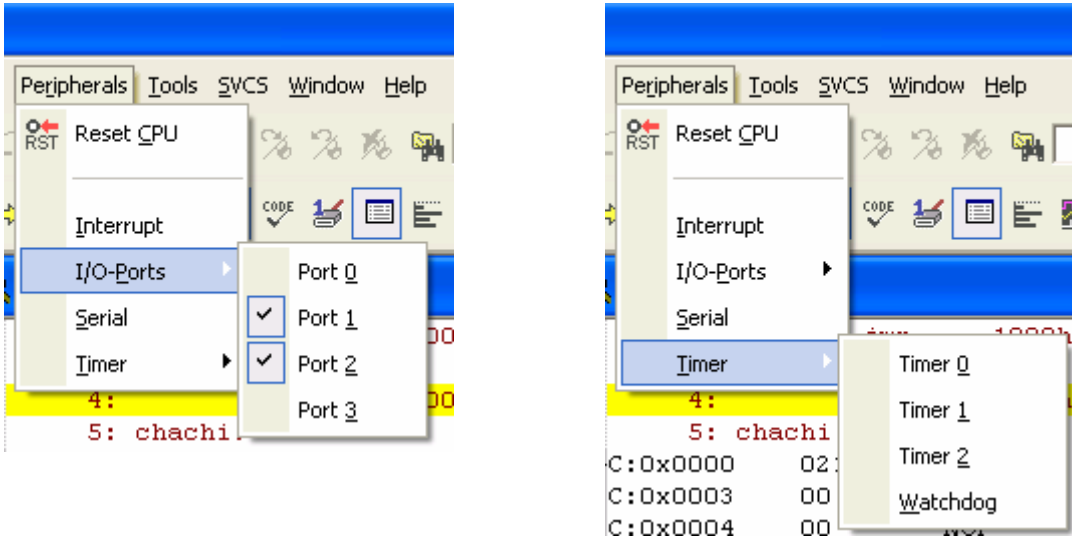 Peripherals Tools SVCS Window Help
RST Reset CPU
CODE
Interrupt
I/O-Ports
Port 0
Serial
Port 1
Timer
Port 2
4:
Port 3
5: chachi
Peripherals Tools SVCS Window Help
RST Reset CPU
CODE
Interrupt
I/O-Ports
Serial
Timer
Timer 0
4:
Timer 1
5: chachi
Timer 2
C:0x0000 02
C:0x0003 00
Watchdog
C:0x0004 00